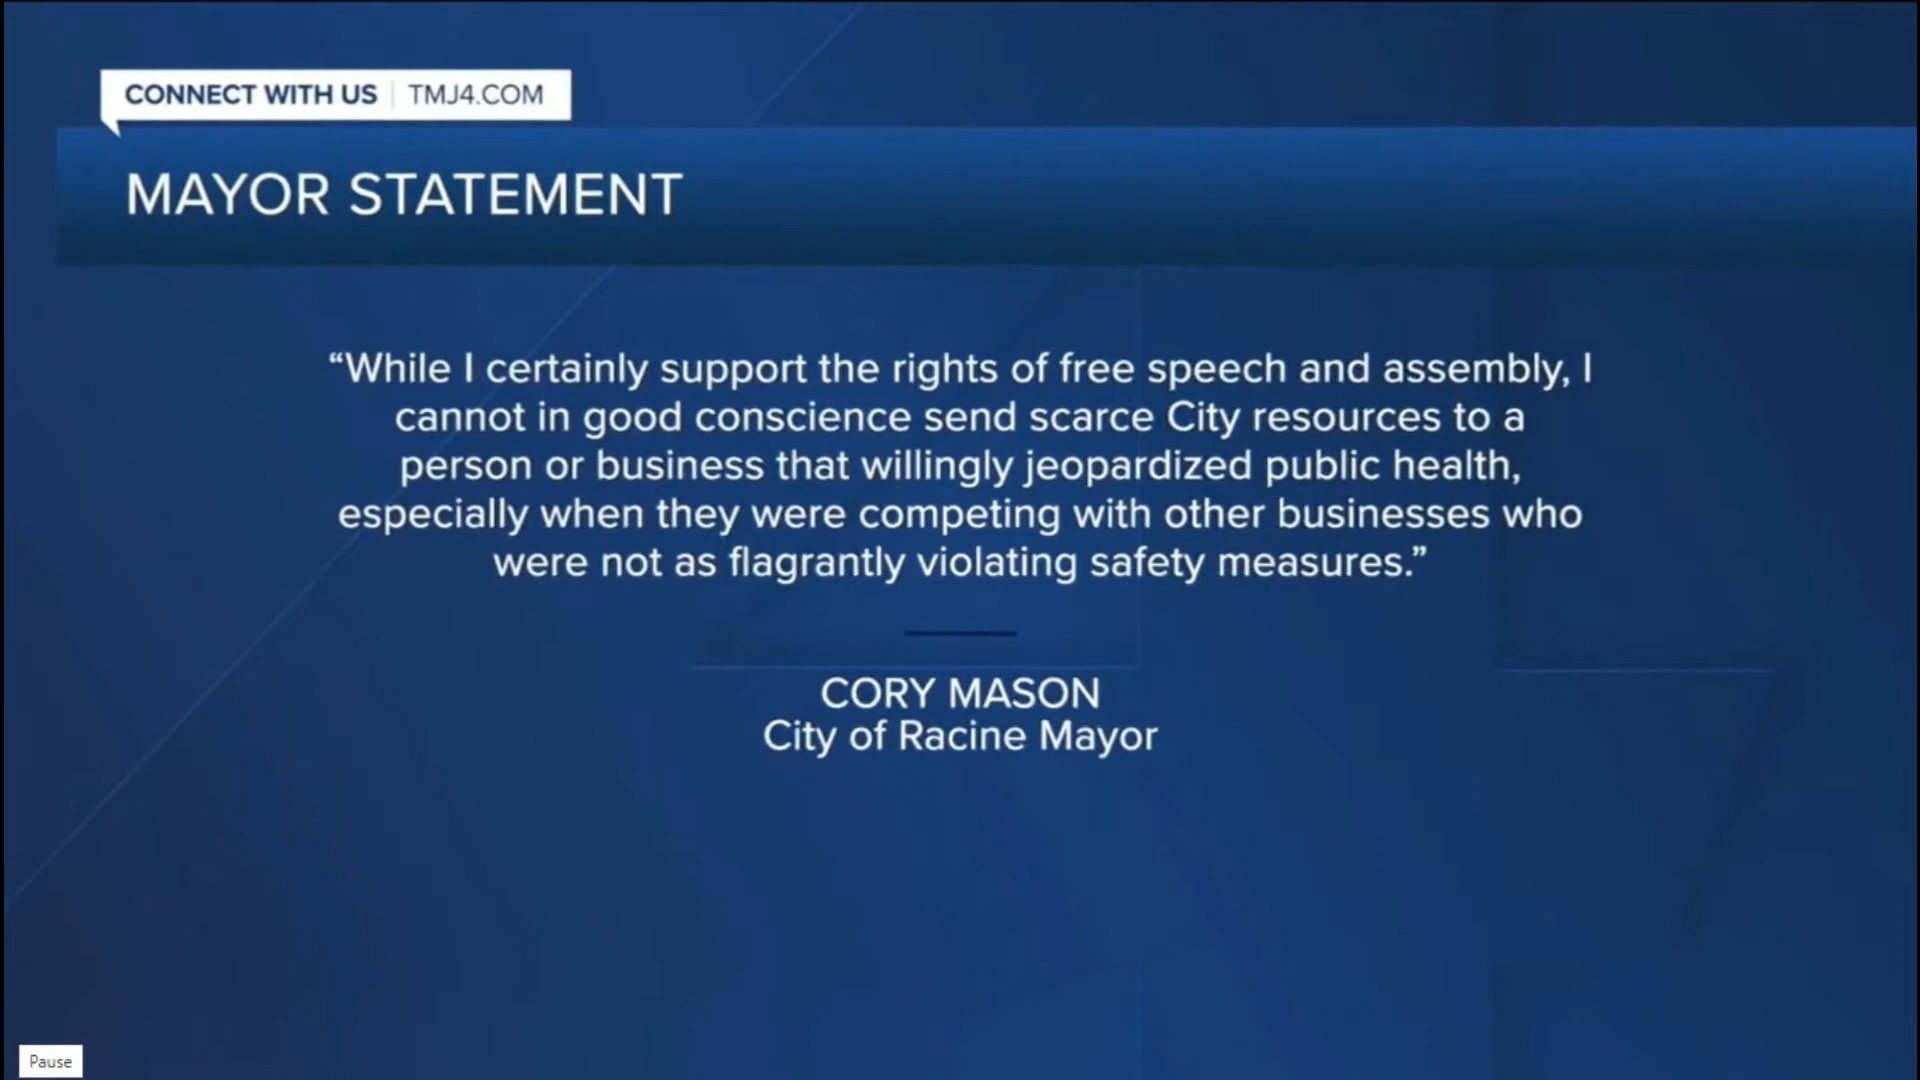 CONNECT WITH US | TMJ4.COM
MAYOR STATEMENT
“While I certainly support the rights of free speech and assembly, I
cannot in good conscience send scarce City resources to a
person or business that willingly jeopardized public health,
especially when they were competing with other businesses who
were not as flagrantly violating safety measures.”
CORY MASON
City of Racine Mayor
Pause